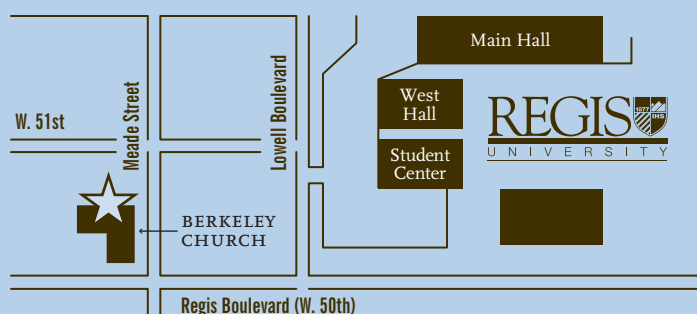 Main Hall
West
Hall
Student
Center
REGIS
1877
IHS
UNIVERSITY
W. 51st
Meade Street
Lowell Boulevard
BERKELEY
CHURCH
Regis Boulevard (W. 50th)